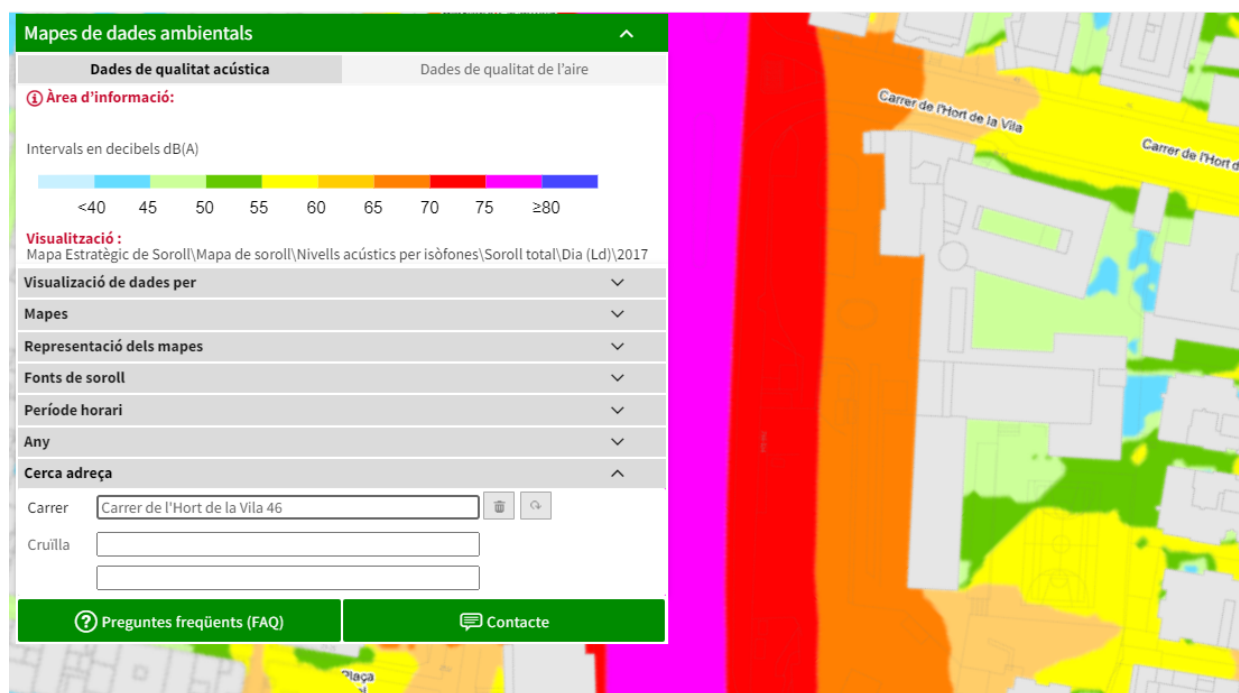 Mapes de dades ambientals
Dades de qualitat acústica Dades de qualitat de l'aire
Àrea d'informació:
Intervals en decibels dB(A)
<40 45 50 55 60 65 70 75 ≥80
Visualització :
Mapa Estratègic de Soroll\Mapa de soroll\Nivells acústics per isòfones\Soroll total\Dia (Ld)\2017
Visualizació de dades per
Mapes
Representació dels mapes
Fonts de soroll
Període horari
Any
Cerca adreça
Carrer Carrer de l'Hort de la Vila 46
Cruïlla
Preguntes freqüents (FAQ) Contacte
Carrer de l'Hort de la Vila
Carrer de l'Hort d
Plaça